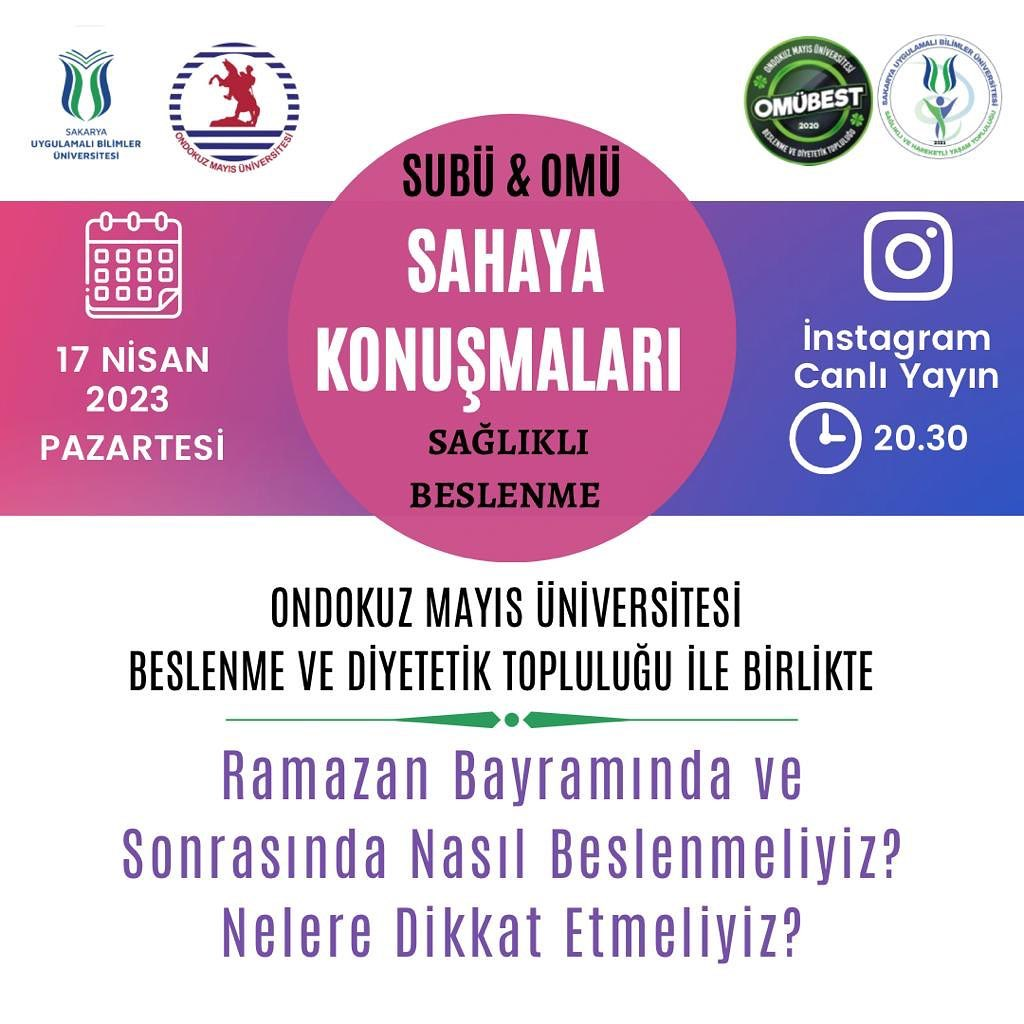 SAKARYA
UYGULAMALI BİLİMLER
ÜNİVERSİTESİ
ONDOKUZ MAYIS ÜNİVERSİTESİ
ONDOKUZ MAYIS ÜNİVERSİTESİ
OMÜBEST
2020
BESLENME VE DİYETETİK TOPLULUĞU
SAKARYA UYGULAMALI BİLİMLER ÜNİVERSİTESİ
2021
SAĞLIKLI VE HAREKETLİ YAŞAM TOPLULUĞU
SUBÜ & OMÜ
SAHAYA
KONUŞMALARI
SAĞLIKLI
BESLENME
17 NİSAN
2023
PAZARTESİ
İnstagram
Canlı Yayın
20.30
ONDOKUZ MAYIS ÜNİVERSİTESİ
BESLENME VE DİYETETİK TOPLULUĞU İLE BİRLİKTE
Ramazan Bayramında ve
Sonrasında Nasıl Beslenmeliyiz?
Nelere Dikkat Etmeliyiz?